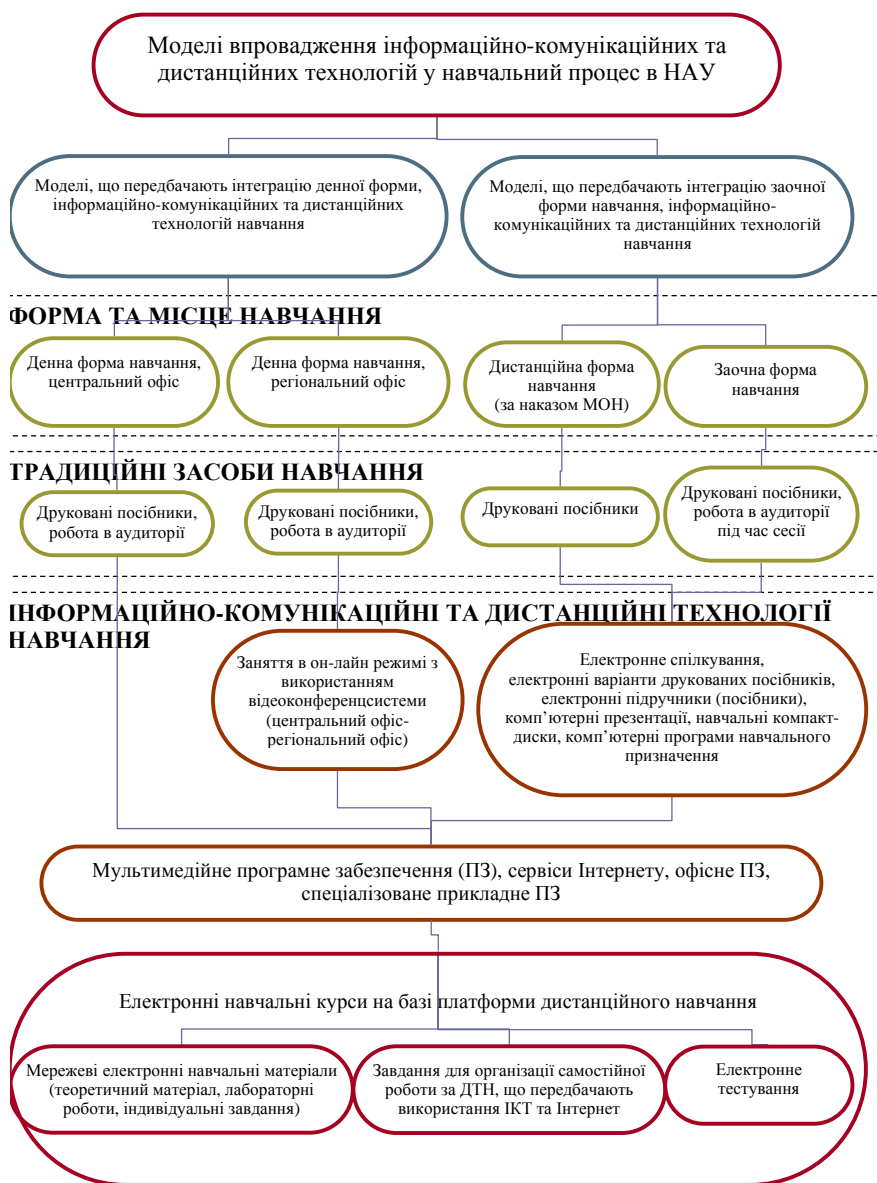 Моделі впровадження інформаційно-комунікаційних та
дистанційних технологій у навчальний процес в НАУ
Моделі, що передбачають інтеграцію денної форми,
інформаційно-комунікаційних та дистанційних
технологій навчання
Моделі, що передбачають інтеграцію заочної
форми навчання, інформаційно-
комунікаційних та дистанційних технологій
навчання
ФОРМА ТА МІСЦЕ НАВЧАННЯ
Денна форма навчання,
центральний офіс
Денна форма навчання,
регіональний офіс
Дистанційна форма
навчання
(за наказом МОН)
Заочна форма
навчання
ТРАДИЦІЙНІ ЗАСОБИ НАВЧАННЯ
Друковані посібники,
робота в аудиторії
Друковані посібники,
робота в аудиторії
Друковані посібники
Друковані посібники,
робота в аудиторії
під час сесії
ІНФОРМАЦІЙНО-КОМУНІКАЦІЙНІ ТА ДИСТАНЦІЙНІ ТЕХНОЛОГІЇ
НАВЧАННЯ
Заняття в он-лайн режимі з
використанням
відеоконференцсистеми
(центральний офіс-
регіональний офіс)
Електронне спілкування,
електронні варіанти друкованих посібників,
електронні підручники (посібники),
комп’ютерні презентації, навчальні компакт-
диски, комп’ютерні програми навчального
призначення
Мультимедійне програмне забезпечення (ПЗ), сервіси Інтернету, офісне ПЗ,
спеціалізоване прикладне ПЗ
Електронні навчальні курси на базі платформи дистанційного навчання
Мережеві електронні навчальні матеріали
(теоретичний матеріал, лабораторні
роботи, індивідуальні завдання)
Завдання для організації самостійної
роботи за ДТН, що передбачають
використання ІКТ та Інтернет
Електронне
тестування